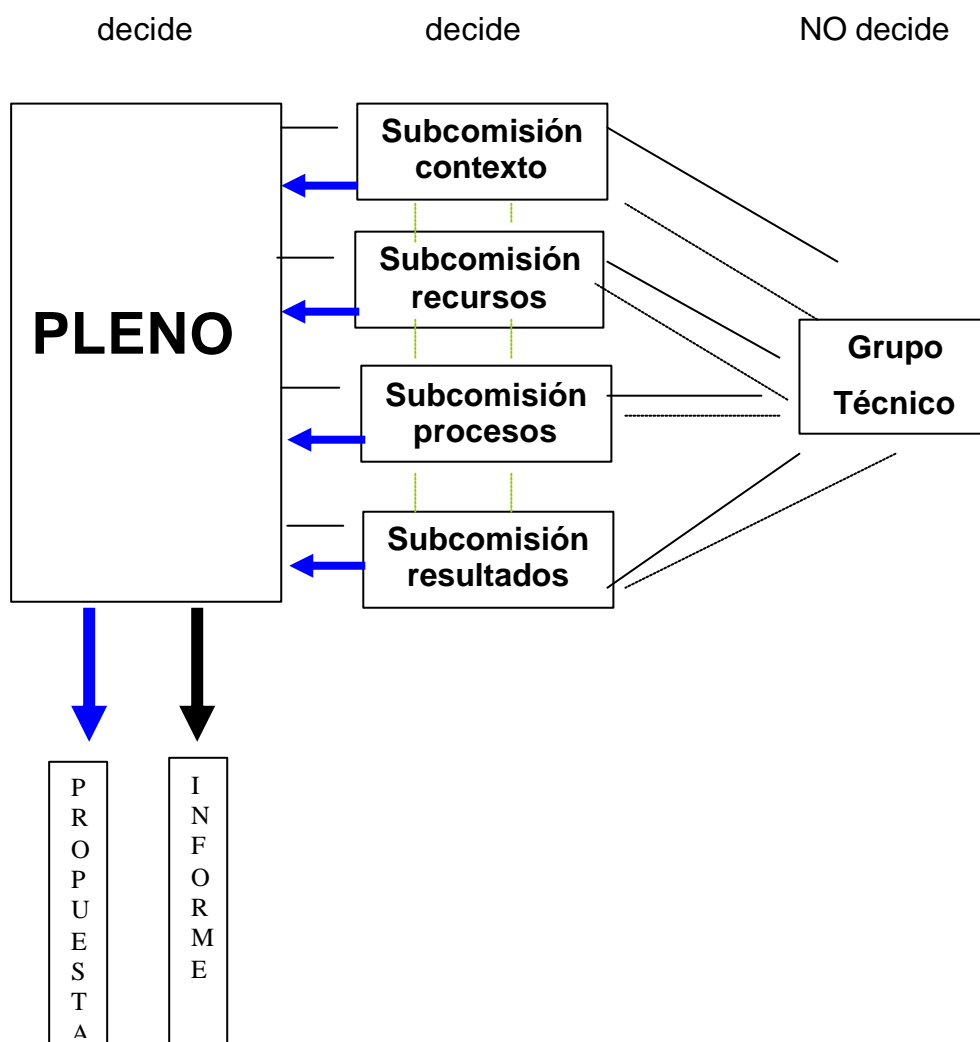 decide
decide
NO decide
PLENO
Subcomisión
contexto
Subcomisión
recursos
Subcomisión
procesos
Subcomisión
resultados
Grupo
Técnico
P
R
O
P
U
E
S
T
A
I
N
F
O
R
M
E